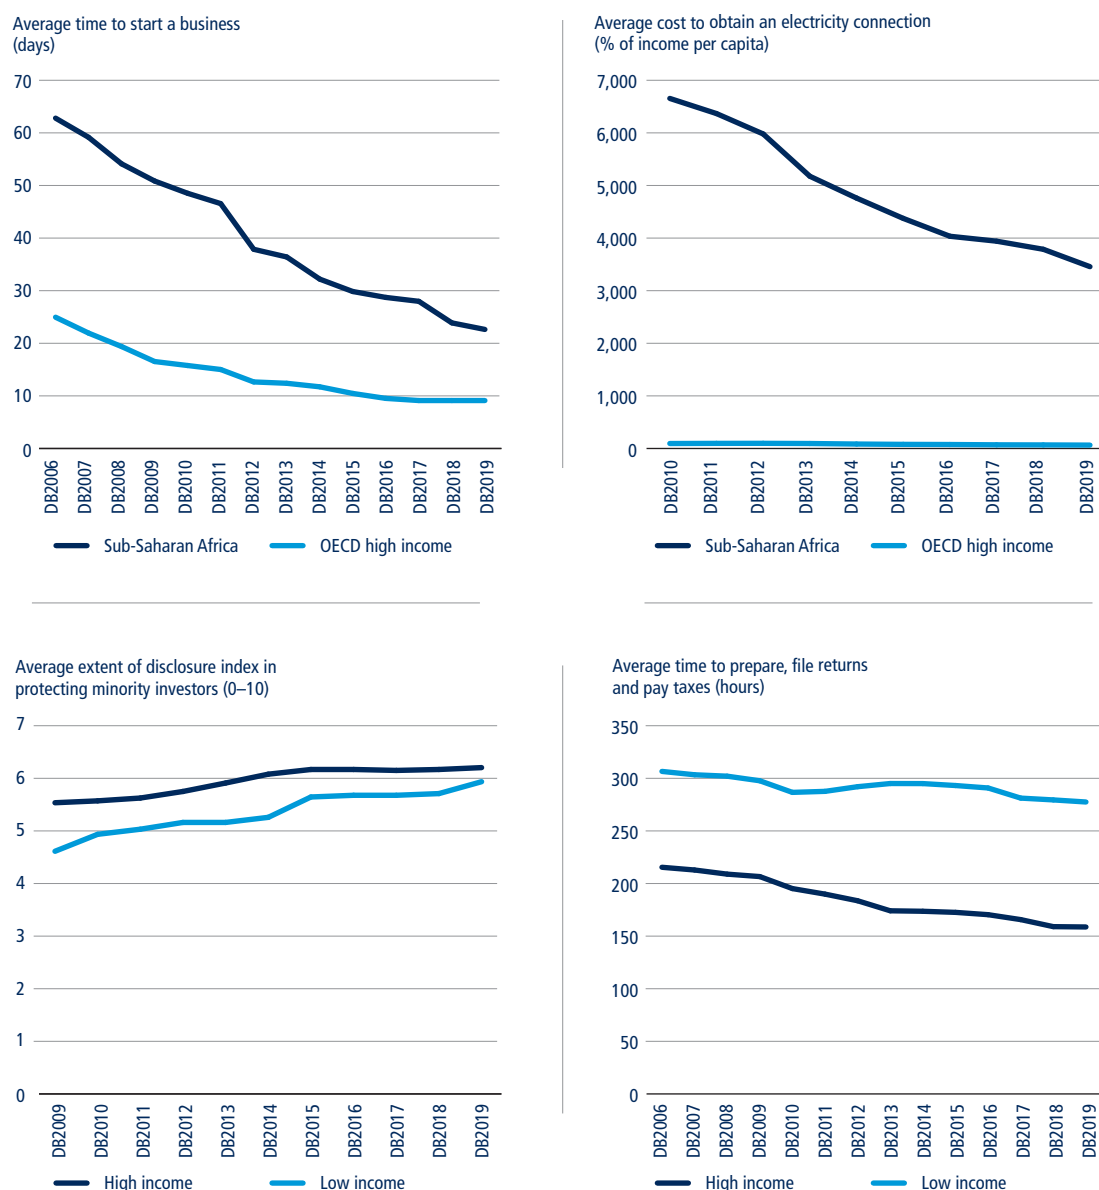 Average time to start a business
(days)
70
60
50
40
30
20
10
0
DB2006
DB2007
DB2008
DB2009
DB2010
DB2011
DB2012
DB2013
DB2014
DB2015
DB2016
DB2017
DB2018
DB2019
Sub-Saharan Africa
OECD high income
Average cost to obtain an electricity connection
(% of income per capita)
7,000
6,000
5,000
4,000
3,000
2,000
1,000
0
DB2010
DB2011
DB2012
DB2013
DB2014
DB2015
DB2016
DB2017
DB2018
DB2019
Sub-Saharan Africa
OECD high income
Average extent of disclosure index in
protecting minority investors (0–10)
7
6
5
4
3
2
1
0
DB2009
DB2010
DB2011
DB2012
DB2013
DB2014
DB2015
DB2016
DB2017
DB2018
DB2019
High income
Low income
Average time to prepare, file returns
and pay taxes (hours)
350
300
250
200
150
100
50
0
DB2006
DB2007
DB2008
DB2009
DB2010
DB2011
DB2012
DB2013
DB2014
DB2015
DB2016
DB2017
DB2018
DB2019
High income
Low income